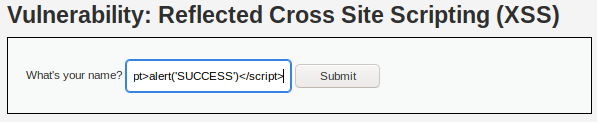 Vulnerability: Reflected Cross Site Scripting (XSS)
What's your name? pt>alert('SUCCESS')</script> Submit